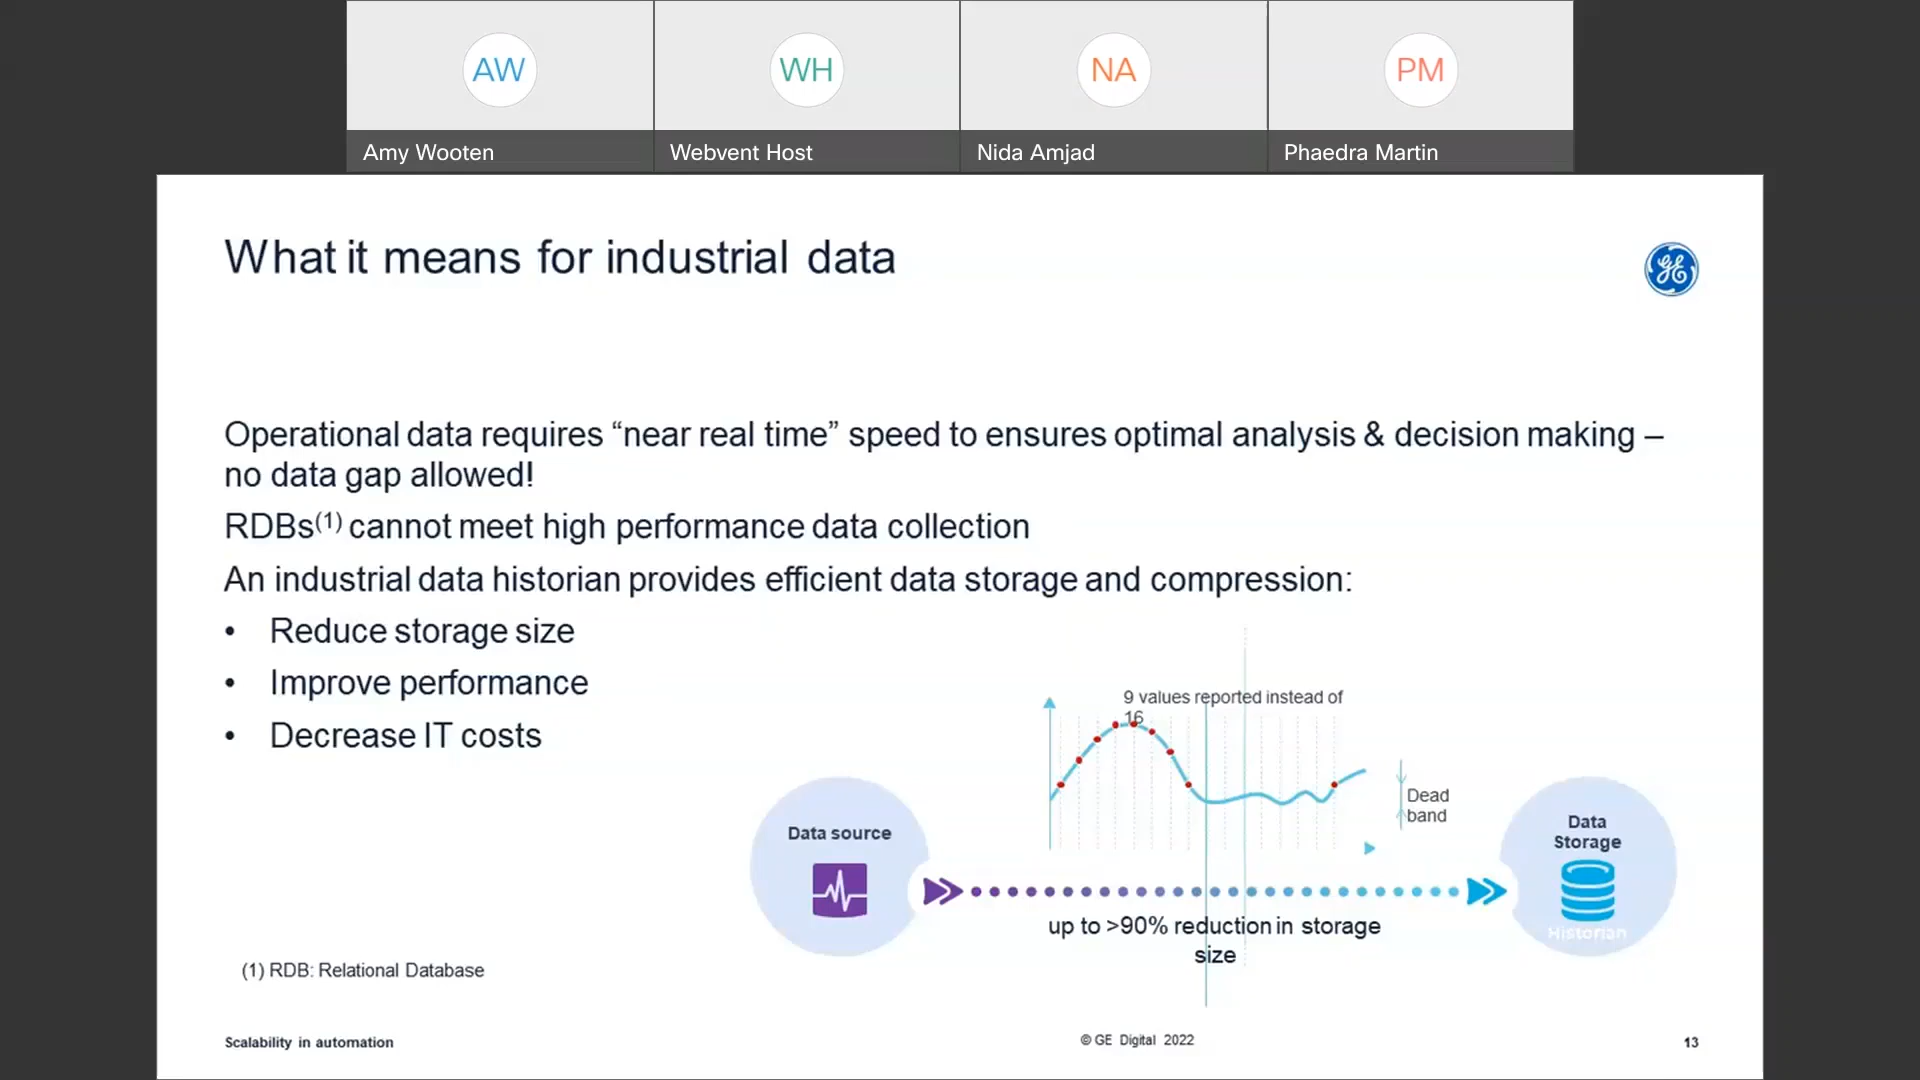 AW
WH
NA
PM
Amy Wooten
Webvent Host
Nida Amjad
Phaedra Martin
What it means for industrial data
GE
Operational data requires “near real time” speed to ensures optimal analysis & decision making –
no data gap allowed!
RDBs(1) cannot meet high performance data collection
An industrial data historian provides efficient data storage and compression:
• Reduce storage size
• Improve performance
• Decrease IT costs
9 values reported instead of
16
Dead
band
Data source
Data
Storage
Historian
up to >90% reduction in storage
size
(1) RDB: Relational Database
Scalability in automation
© GE Digital 2022
13